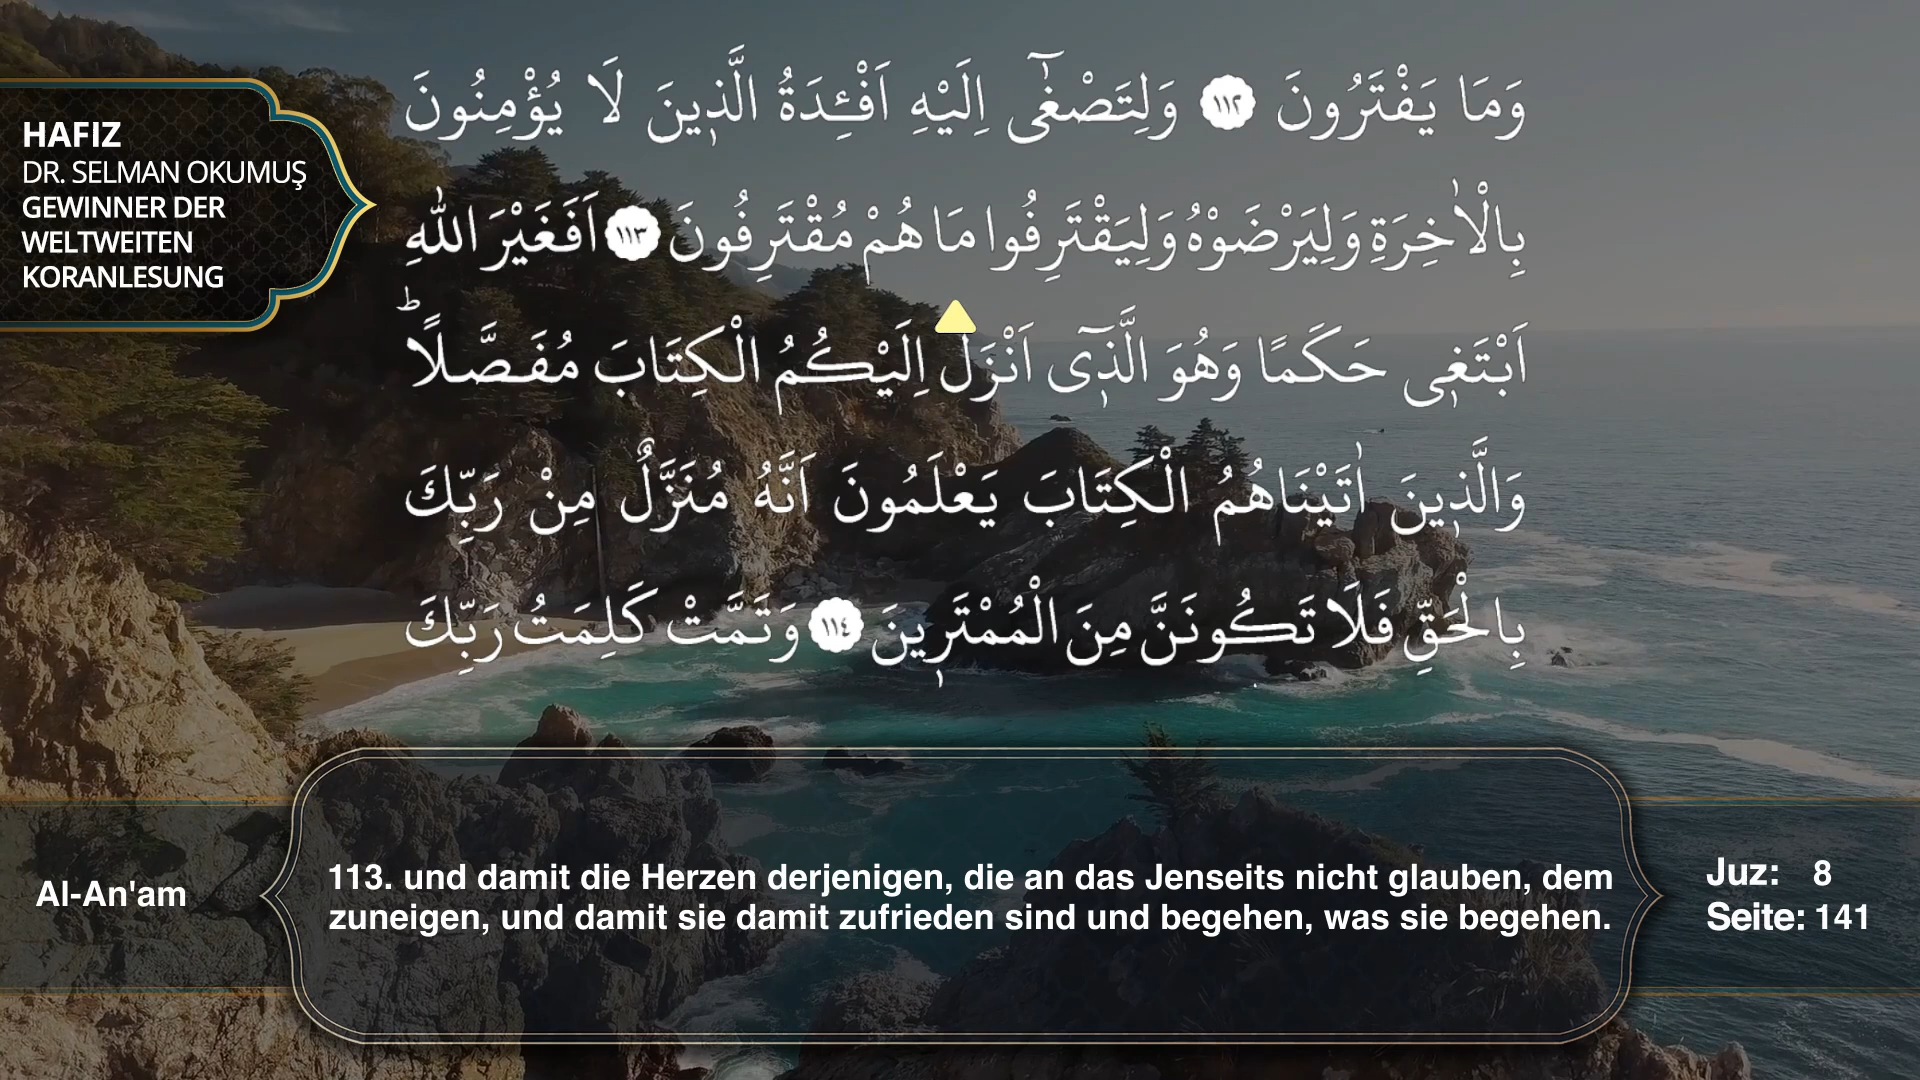 HAFIZ
DR. SELMAN OKUMUŞ
GEWINNER DER
WELTWEITEN
KORANLESUNG
وَمَا يَفْتَرُونَ ﴿١١٢﴾ وَلِتَصْغٰٓى اِلَيْهِ اَفْـِٔدَةُ الَّذ۪ينَ لَا يُؤْمِنُونَ
بِالْاٰخِرَةِ وَلِيَرْضَوْهُ وَلِيَقْتَرِفُوا مَا هُمْ مُقْتَرِفُونَ ﴿١١٣﴾ اَفَغَيْرَ اللّٰهِ
اَبْتَغ۪ي حَكَمًا وَهُوَ الَّذ۪ٓي اَنْزَلَ اِلَيْكُمُ الْكِتَابَ مُفَصَّلًاۜ
وَالَّذ۪ينَ اٰتَيْنَاهُمُ الْكِتَابَ يَعْلَمُونَ اَنَّهُ مُنَزَّلٌ مِنْ رَبِّكَ
بِالْحَقِّ فَلَا تَكُونَنَّ مِنَ الْمُمْتَر۪ينَ ﴿١١٤﴾ وَتَمَّتْ كَلِمَتُ رَبِّكَ
Al-An'am
113. und damit die Herzen derjenigen, die an das Jenseits nicht glauben, dem
zuneigen, und damit sie damit zufrieden sind und begehen, was sie begehen.
Juz: 8
Seite: 141